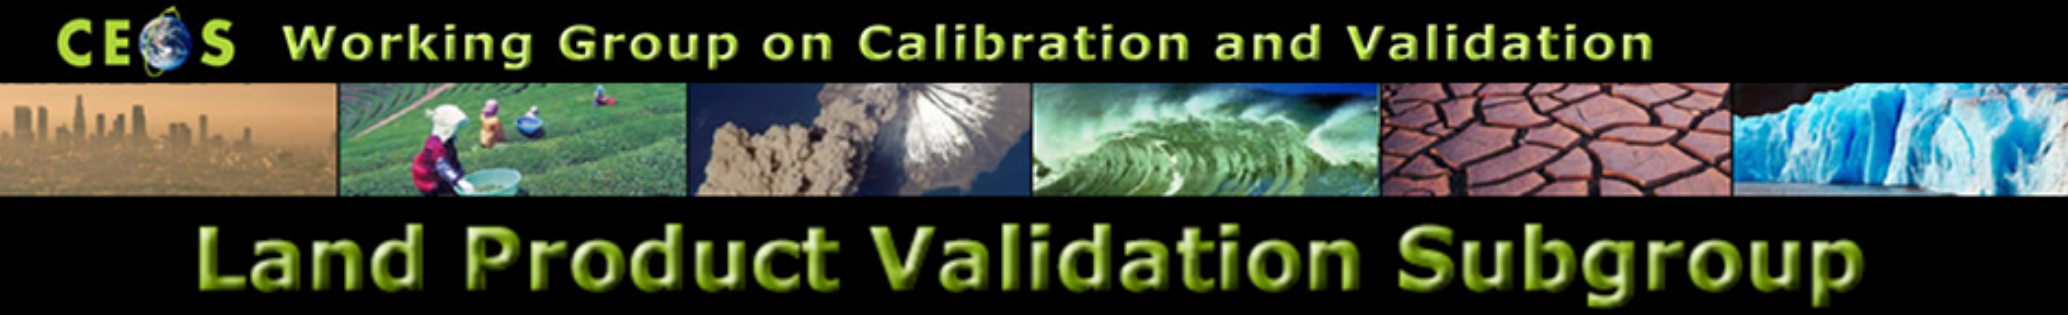 CEOS Working Group on Calibration and Validation
Land Product Validation Subgroup